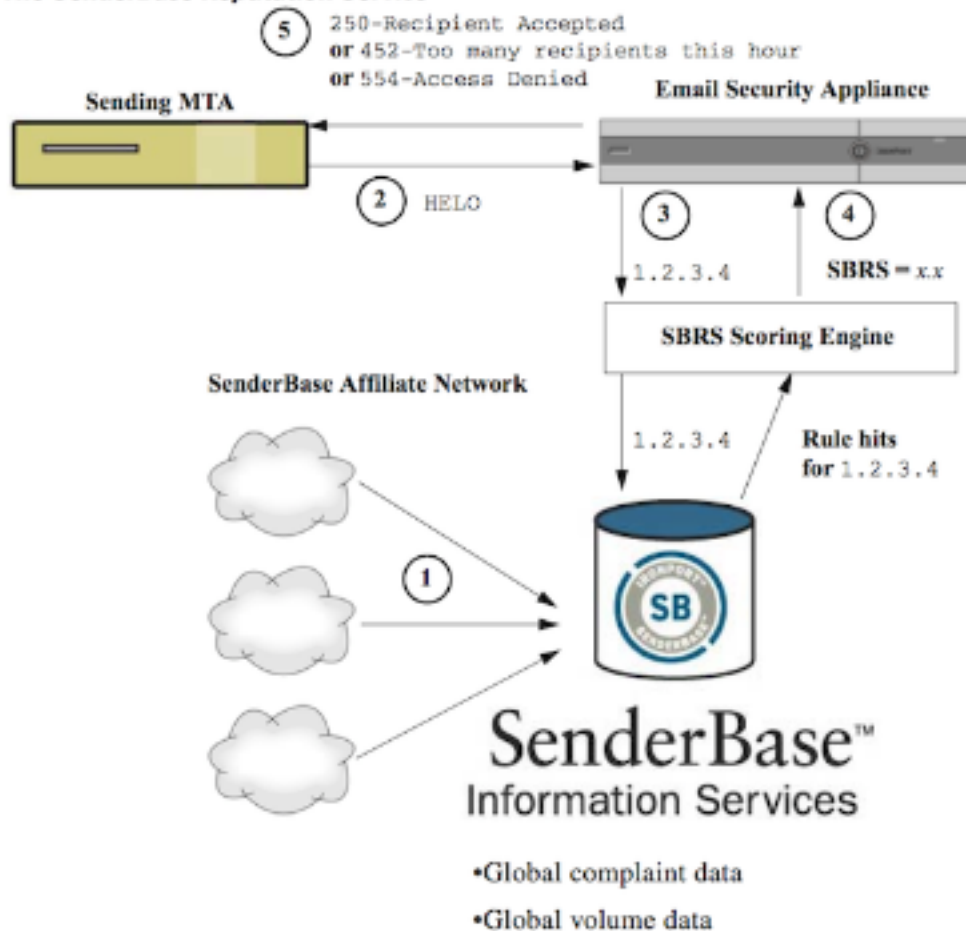 5
250-Recipient Accepted
or 452-Too many recipients this hour
or 554-Access Denied
Sending MTA
Email Security Appliance
2
HELO
3
4
1.2.3.4
SBRS = x.x
SBRS Scoring Engine
SenderBase Affiliate Network
1.2.3.4
Rule hits
for 1.2.3.4
1
IRONPORT™
SB
SENDERBASE™
SenderBase™
Information Services
•Global complaint data
•Global volume data